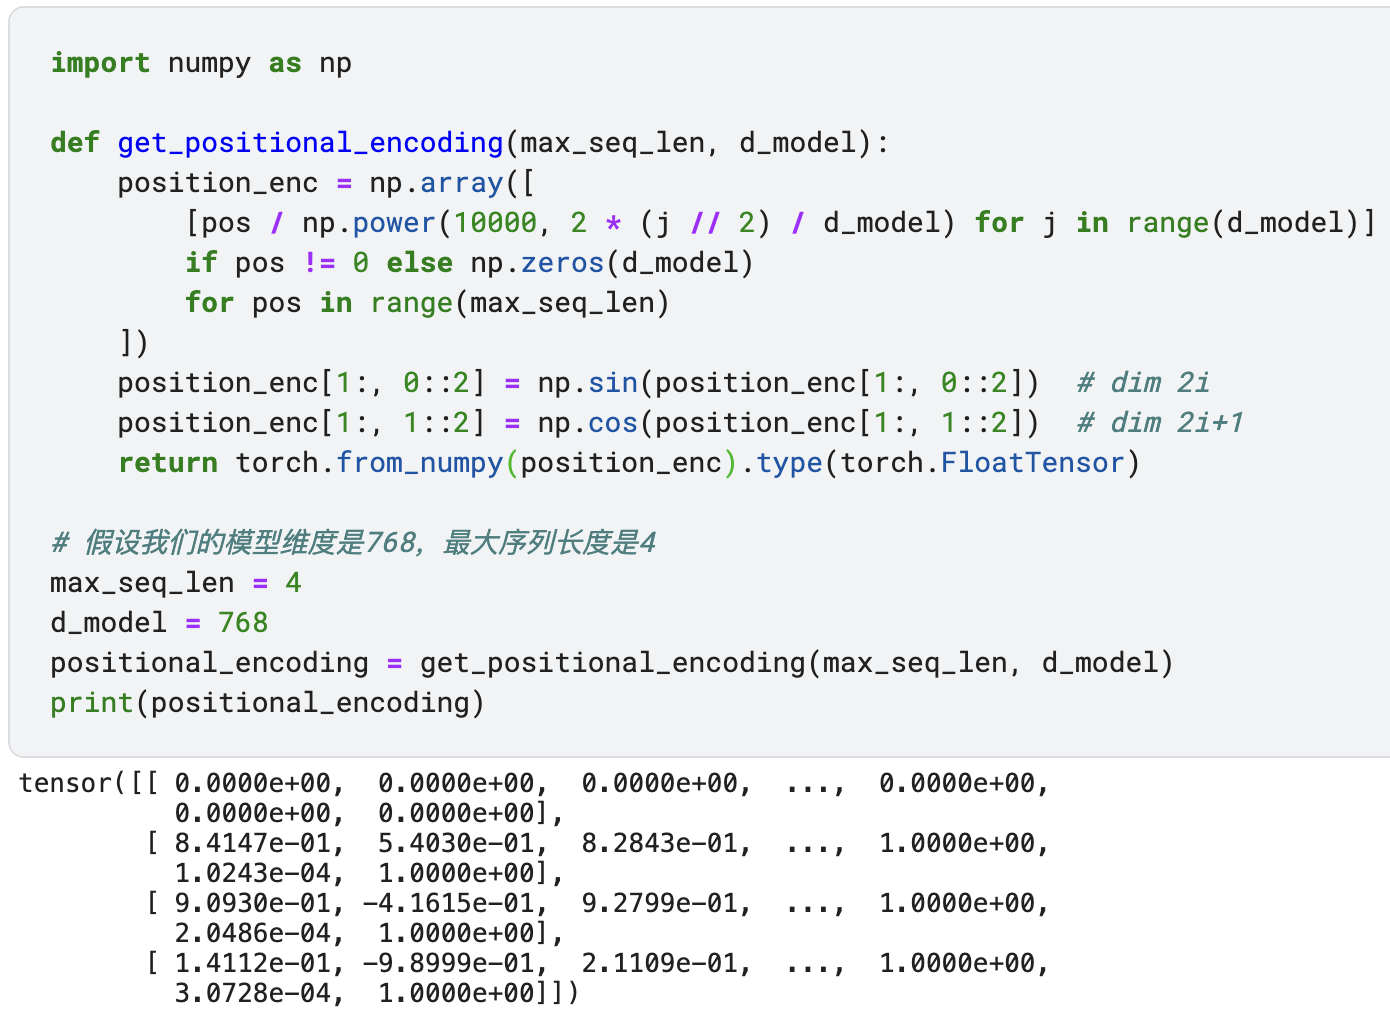 import numpy as np
def get_positional_encoding(max_seq_len, d_model):
    position_enc = np.array([
        [pos / np.power(10000, 2 * (j // 2) / d_model) for j in range(d_model)]
        if pos != 0 else np.zeros(d_model)
        for pos in range(max_seq_len)
    ])
    position_enc[1:, 0::2] = np.sin(position_enc[1:, 0::2])  # dim 2i
    position_enc[1:, 1::2] = np.cos(position_enc[1:, 1::2])  # dim 2i+1
    return torch.from_numpy(position_enc).type(torch.FloatTensor)
# 假设我们的模型维度是768，最大序列长度是4
max_seq_len = 4
d_model = 768
positional_encoding = get_positional_encoding(max_seq_len, d_model)
print(positional_encoding)
tensor([[ 0.0000e+00,  0.0000e+00,  0.0000e+00,  ...,  0.0000e+00,
          0.0000e+00,  0.0000e+00],
        [ 8.4147e-01,  5.4030e-01,  8.2843e-01,  ...,  1.0000e+00,
          1.0243e-04,  1.0000e+00],
        [ 9.0930e-01, -4.1615e-01,  9.2799e-01,  ...,  1.0000e+00,
          2.0486e-04,  1.0000e+00],
        [ 1.4112e-01, -9.8999e-01,  2.1109e-01,  ...,  1.0000e+00,
          3.0728e-04,  1.0000e+00]])